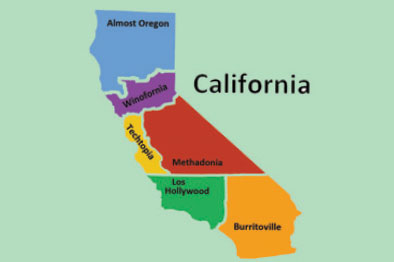 Almost Oregon
California
Winofornia
Techtopia
Methadonia
Los
Hollywood
Burritoville